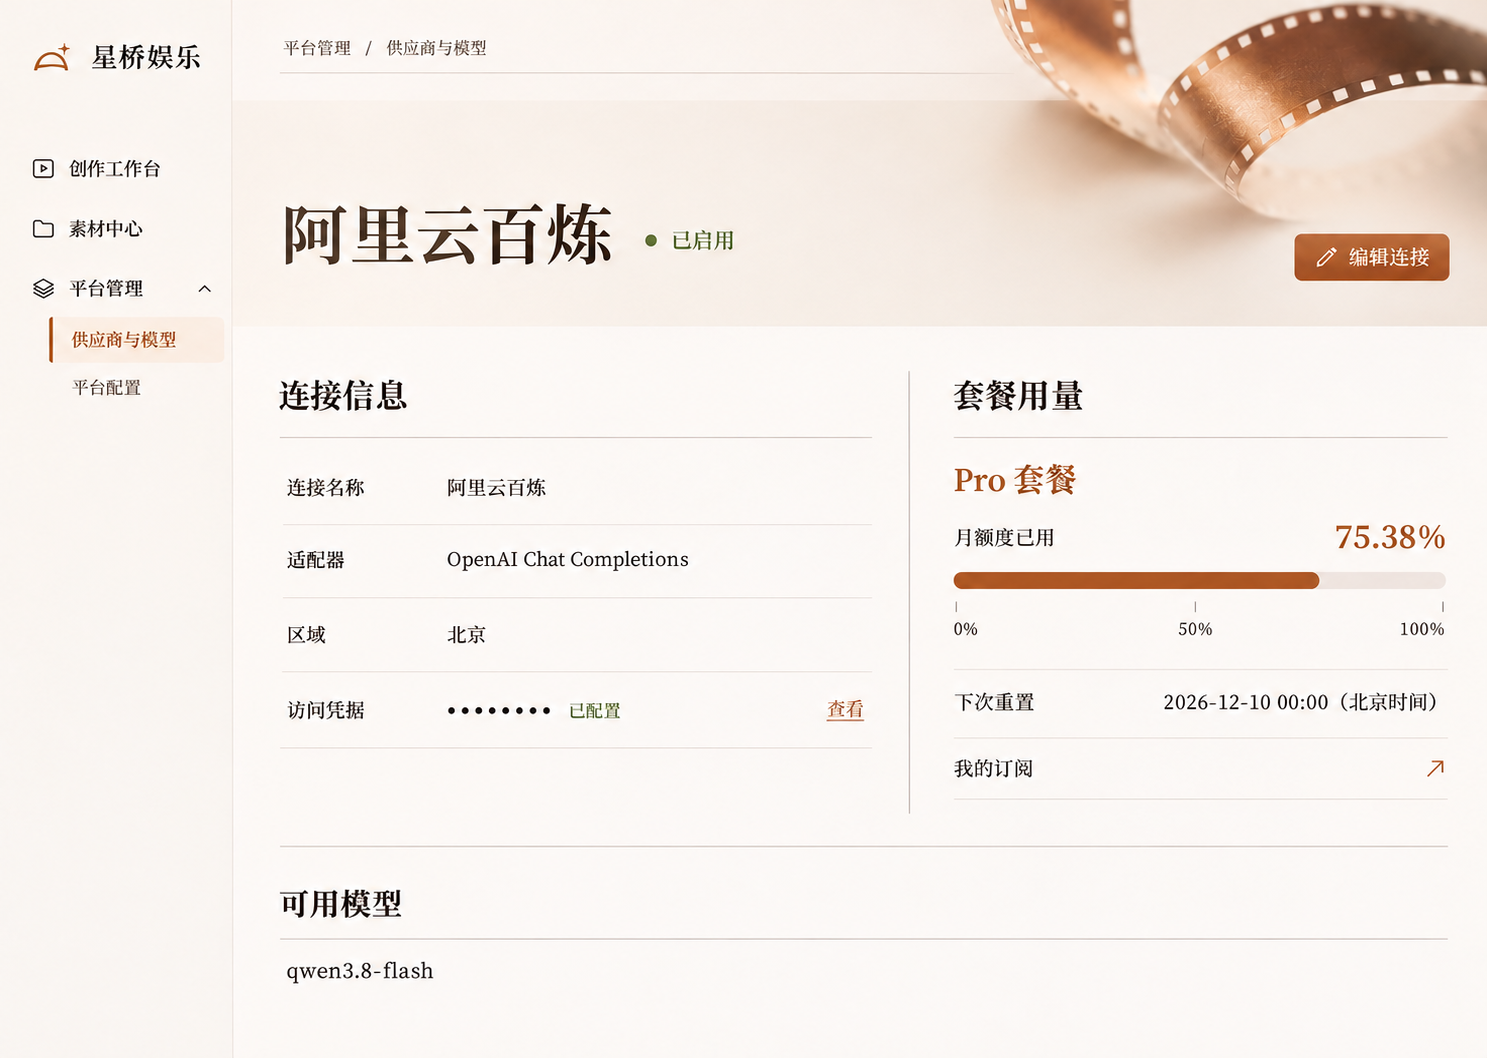 星桥娱乐
创作工作台
素材中心
平台管理
供应商与模型
平台配置
平台管理 / 供应商与模型
阿里云百炼
已启用
编辑连接
连接信息
连接名称 阿里云百炼
适配器 OpenAI Chat Completions
区域 北京
访问凭据 •••••••• 已配置 查看
套餐用量
Pro 套餐
月额度已用 75.38%
0% 50% 100%
下次重置 2026-12-10 00:00（北京时间）
我的订阅
可用模型
qwen3.8-flash